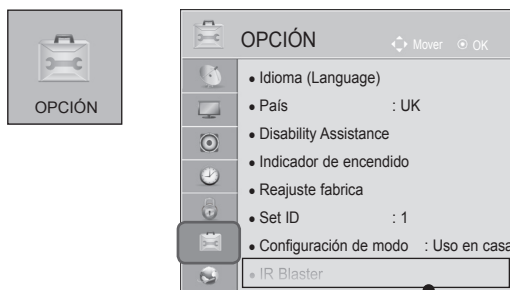 OPCIÓN
OPCIÓN Mover OK
• Idioma (Language)
• País : UK
• Disability Assistance
• Indicador de encendido
• Reajuste fabrica
• Set ID : 1
• Configuración de modo : Uso en casa
• IR Blaster